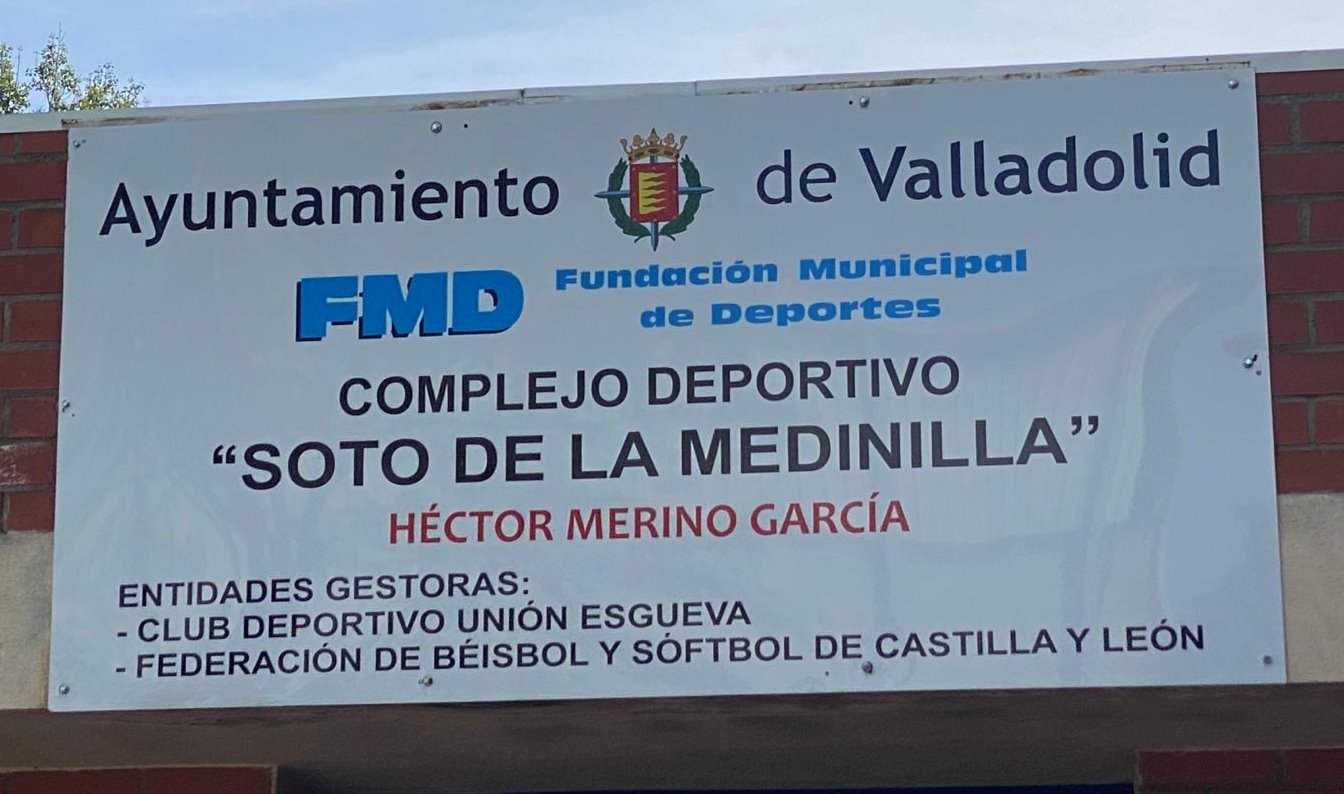 Ayuntamiento de Valladolid
FMD Fundación Municipal
de Deportes
COMPLEJO DEPORTIVO
“SOTO DE LA MEDINILLA”
HÉCTOR MERINO GARCÍA
ENTIDADES GESTORAS:
- CLUB DEPORTIVO UNIÓN ESGUEVA
- FEDERACIÓN DE BÉISBOL Y SÓFTBOL DE CASTILLA Y LEÓN